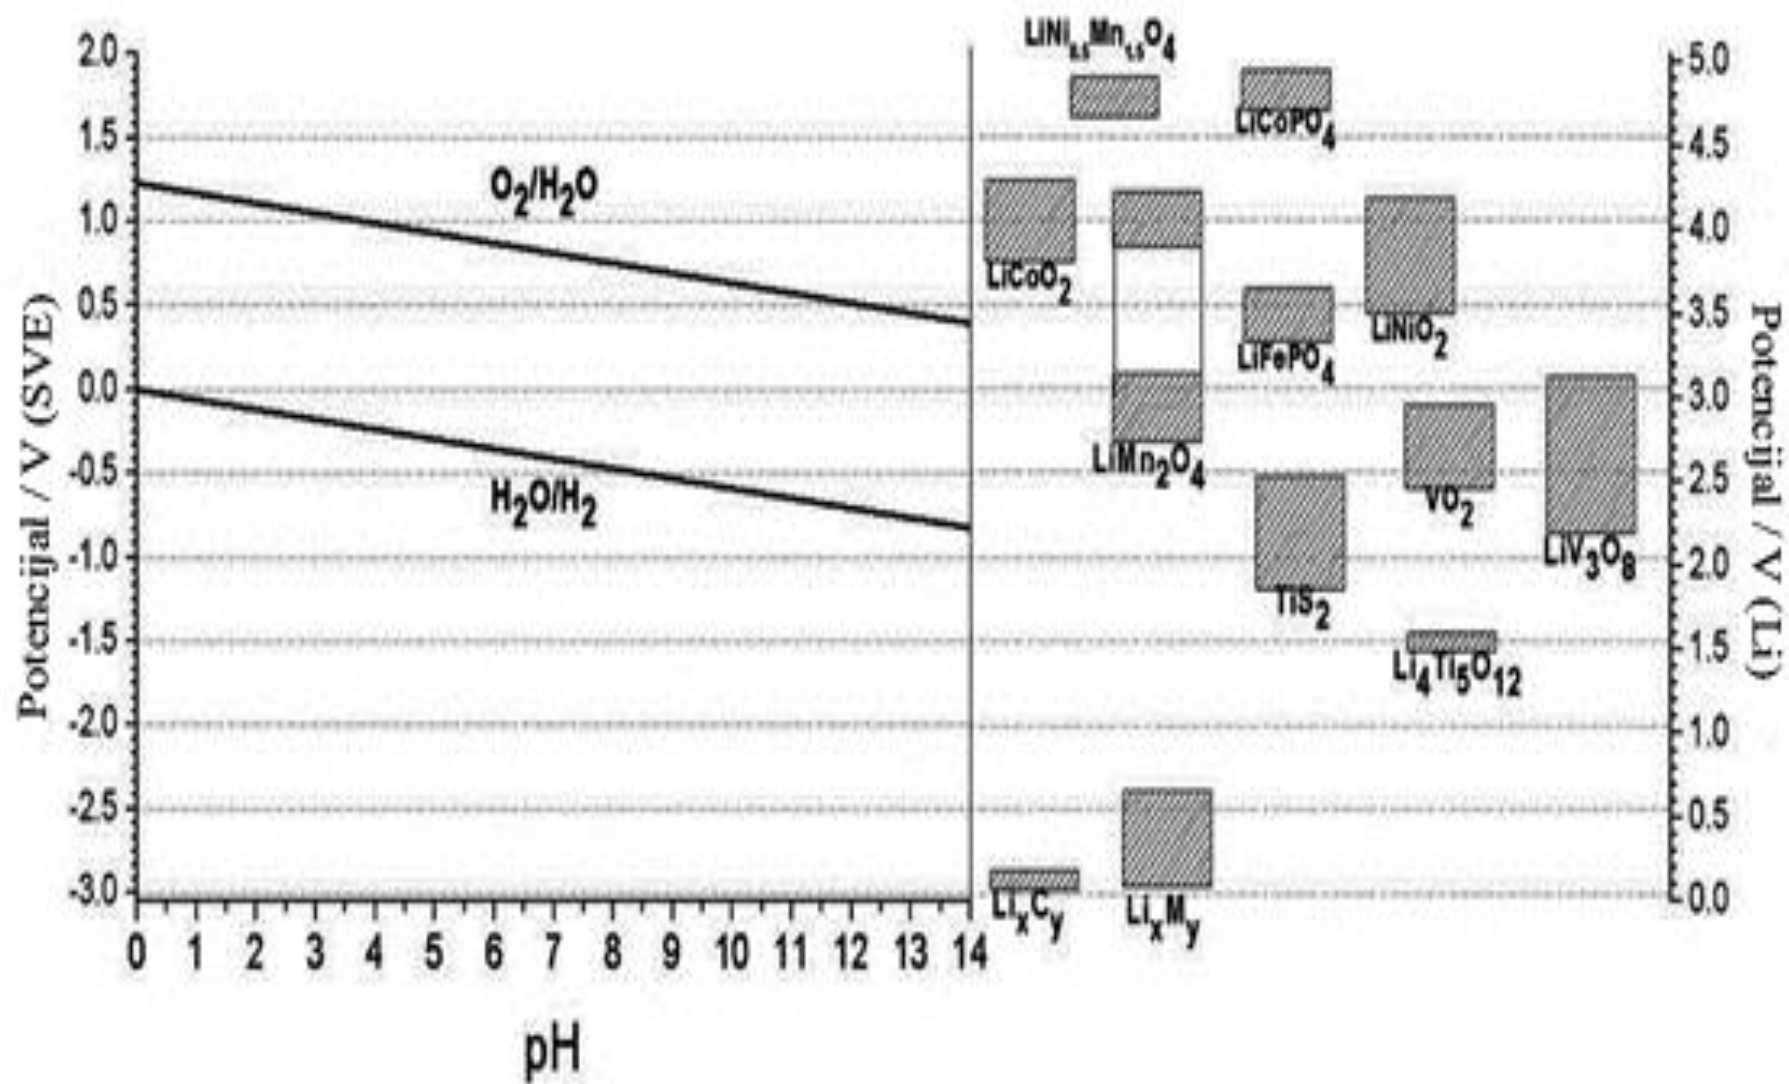 LiNi0.5Mn1.5O4
2.0
1.5
1.0
0.5
0.0
-0.5
-1.0
-1.5
-2.0
-2.5
-3.0
Potencijal / V (SVE)
O2/H2O
H2O/H2
0 1 2 3 4 5 6 7 8 9 10 11 12 13 14
pH
LiCoPO4
LiCoO2
LiNiO2
LiFePO4
LiMn2O4
VO2
LiV3O8
TiS2
Li4Ti5O12
LixCy
LixMy
5.0
4.5
4.0
3.5
3.0
2.5
2.0
1.5
1.0
0.5
0.0
Potencijal / V (Li)